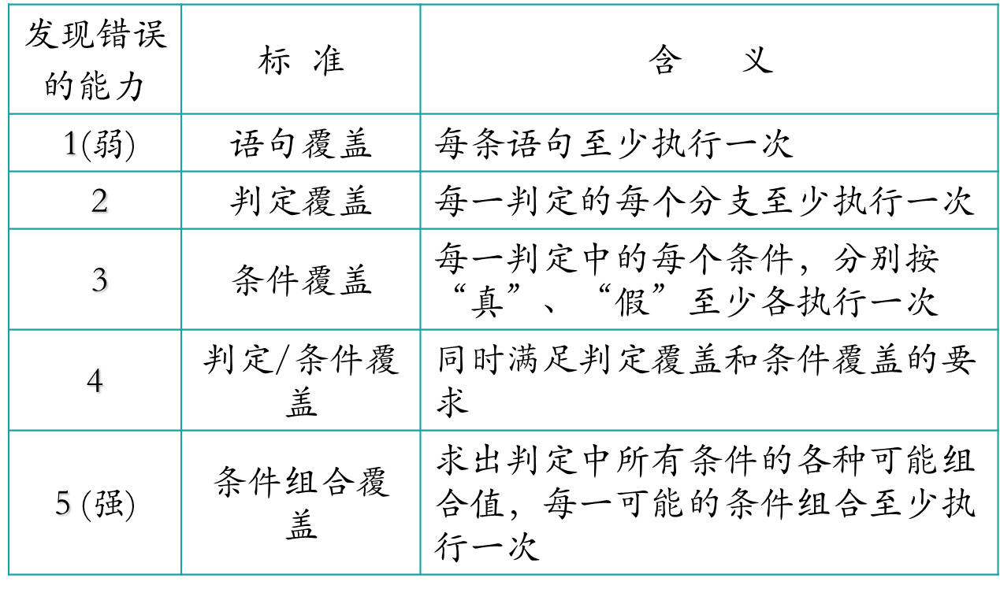 发现错误
的能力
标 准
含 义
1(弱)
语句覆盖
每条语句至少执行一次
2
判定覆盖
每一判定的每个分支至少执行一次
3
条件覆盖
每一判定中的每个条件，分别按
“真”、“假”至少各执行一次
4
判定/条件覆
盖
同时满足判定覆盖和条件覆盖的要
求
5 (强)
条件组合覆
盖
求出判定中所有条件的各种可能组
合值，每一可能的条件组合至少执
行一次